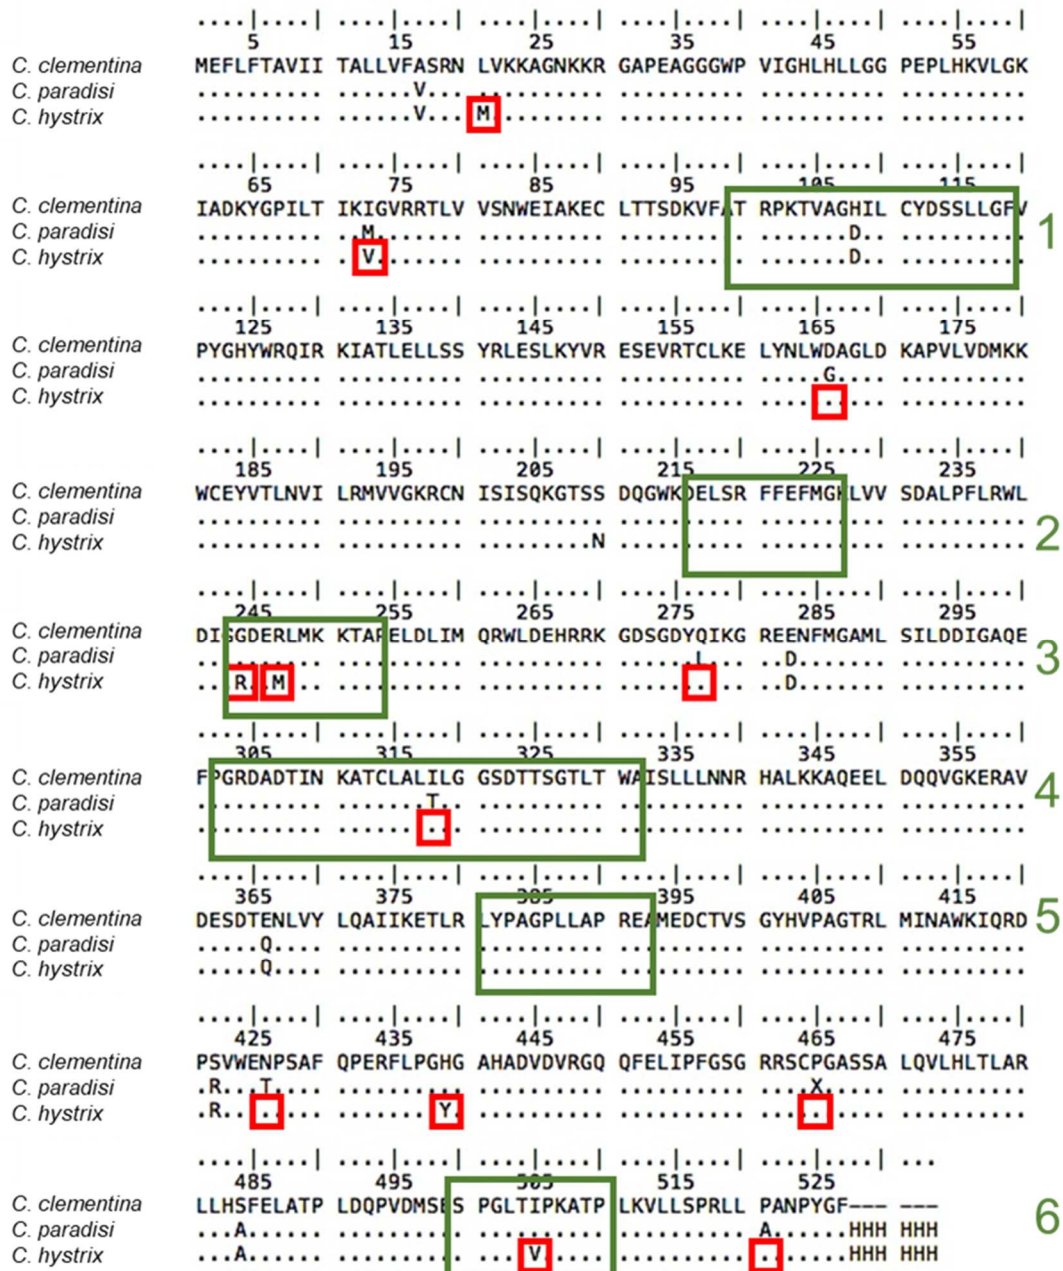 ....|....| ....|....| ....|....| ....|....| ....|....| ....|....|
5 15 25 35 45 55
C. clementina MEFLFTAVII TALLVFASRN LVKKAGNKKR GAPEAGGGWP VIGHLHLLGG PEPLHKVLGK
C. paradisi .......... ......V... .......... .......... .......... ..........
C. hystrix .......... ......V... M......... .......... .......... ..........
....|....| ....|....| ....|....| ....|....| ....|....| ....|....|
65 75 85 95 105 115
C. clementina IADKYGPILT IKIGVRRTLV VSNWEIAKEC LTTSDKVFAT RPKTVAGHIL CYDSSLLGFV
C. paradisi .......... ..M....... .......... .......... .......D.. ..........
C. hystrix .......... ..V....... .......... .......... .......D.. ..........
1
....|....| ....|....| ....|....| ....|....| ....|....| ....|....|
125 135 145 155 165 175
C. clementina PYGHYWRQIR KIATLELLSS YRLESLKYVR ESEVRTCLKE LYNLWDAGLD KAPVLVDMKK
C. paradisi .......... .......... .......... .......... .....G.... ..........
C. hystrix .......... .......... .......... .......... .......... ..........
....|....| ....|....| ....|....| ....|....| ....|....| ....|....|
185 195 205 215 225 235
C. clementina WCEYVTLNVI LRMVVGKRCN ISISQKGTSS DQGWKDELSR FFEFMGKLVV SDALPFLRWL
C. paradisi .......... .......... .......... .......... .......... ..........
C. hystrix .......... .......... .........N .......... .......... ..........
2
....|....| ....|....| ....|....| ....|....| ....|....| ....|....|
245 255 265 275 285 295
C. clementina DIGGDERLMK KTAKELDLIM QRWLDEHRRK GDSGDYQIKG REENFMGAML SILDDIGAQE
C. paradisi .......... .......... .......... ......L... ..D....... ..........
C. hystrix ...R..M... .......... .......... .......... ..D....... ..........
3
....|....| ....|....| ....|....| ....|....| ....|....| ....|....|
305 315 325 335 345 355
C. clementina FPGRDADTIN KATCLALILG GSDTTSGTLT WAISLLLNNR HALKKAQEEL DQQVGKERAV
C. paradisi .......... .......T.. .......... .......... .......... ..........
C. hystrix .......... .......... .......... .......... .......... ..........
4
....|....| ....|....| ....|....| ....|....| ....|....| ....|....|
365 375 385 395 405 415
C. clementina DESDTENLVY LQAIIKETLR LYPAGPLLAP REAMEDCTVS GYHVPAGTRL MINAWKIQRD
C. paradisi .....Q.... .......... .......... .......... .......... ..........
C. hystrix .....Q.... .......... .......... .......... .......... ..........
5
....|....| ....|....| ....|....| ....|....| ....|....| ....|....|
425 435 445 455 465 475
C. clementina PSVWENPSAF QPERFLPGHG AHADVDVRGQ QFELIPFGSG RRSCPGASSA LQVLHLTLAR
C. paradisi .R...T.... .......... .......... .......... ....X..... ..........
C. hystrix .R........ ........Y. .......... .......... .......... ..........
....|....| ....|....| ....|....| ....|....| ....|....| ...
485 495 505 515 525
C. clementina LLHSFELATP LDQPVDMSES PGLTIPKATP LKVLLSPRLL PANPYGF--- ---
C. paradisi ...A...... .......... .......... .......... A......HHH HHH
C. hystrix ...A...... .......... ....V..... .......... .......HHH HHH
6